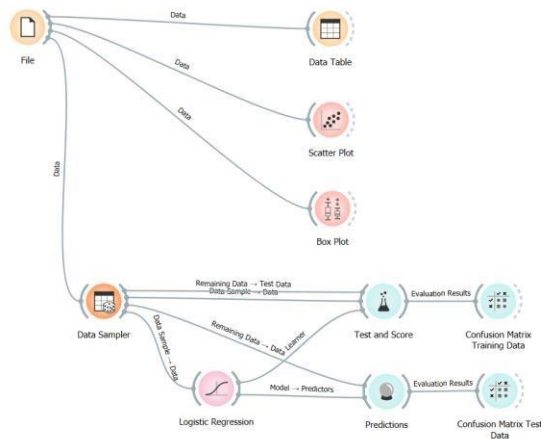 Data
File
Data Table
Data
Scatter Plot
Data
Box Plot
Data
Remaining Data → Test Data
Data Sample → Data
Evaluation Results
Data Sampler
Test and Score
Confusion Matrix
Training Data
Data Sample → Data
Remaining Data → Data
Learner
Model → Predictors
Evaluation Results
Logistic Regression
Predictions
Confusion Matrix Test
Data